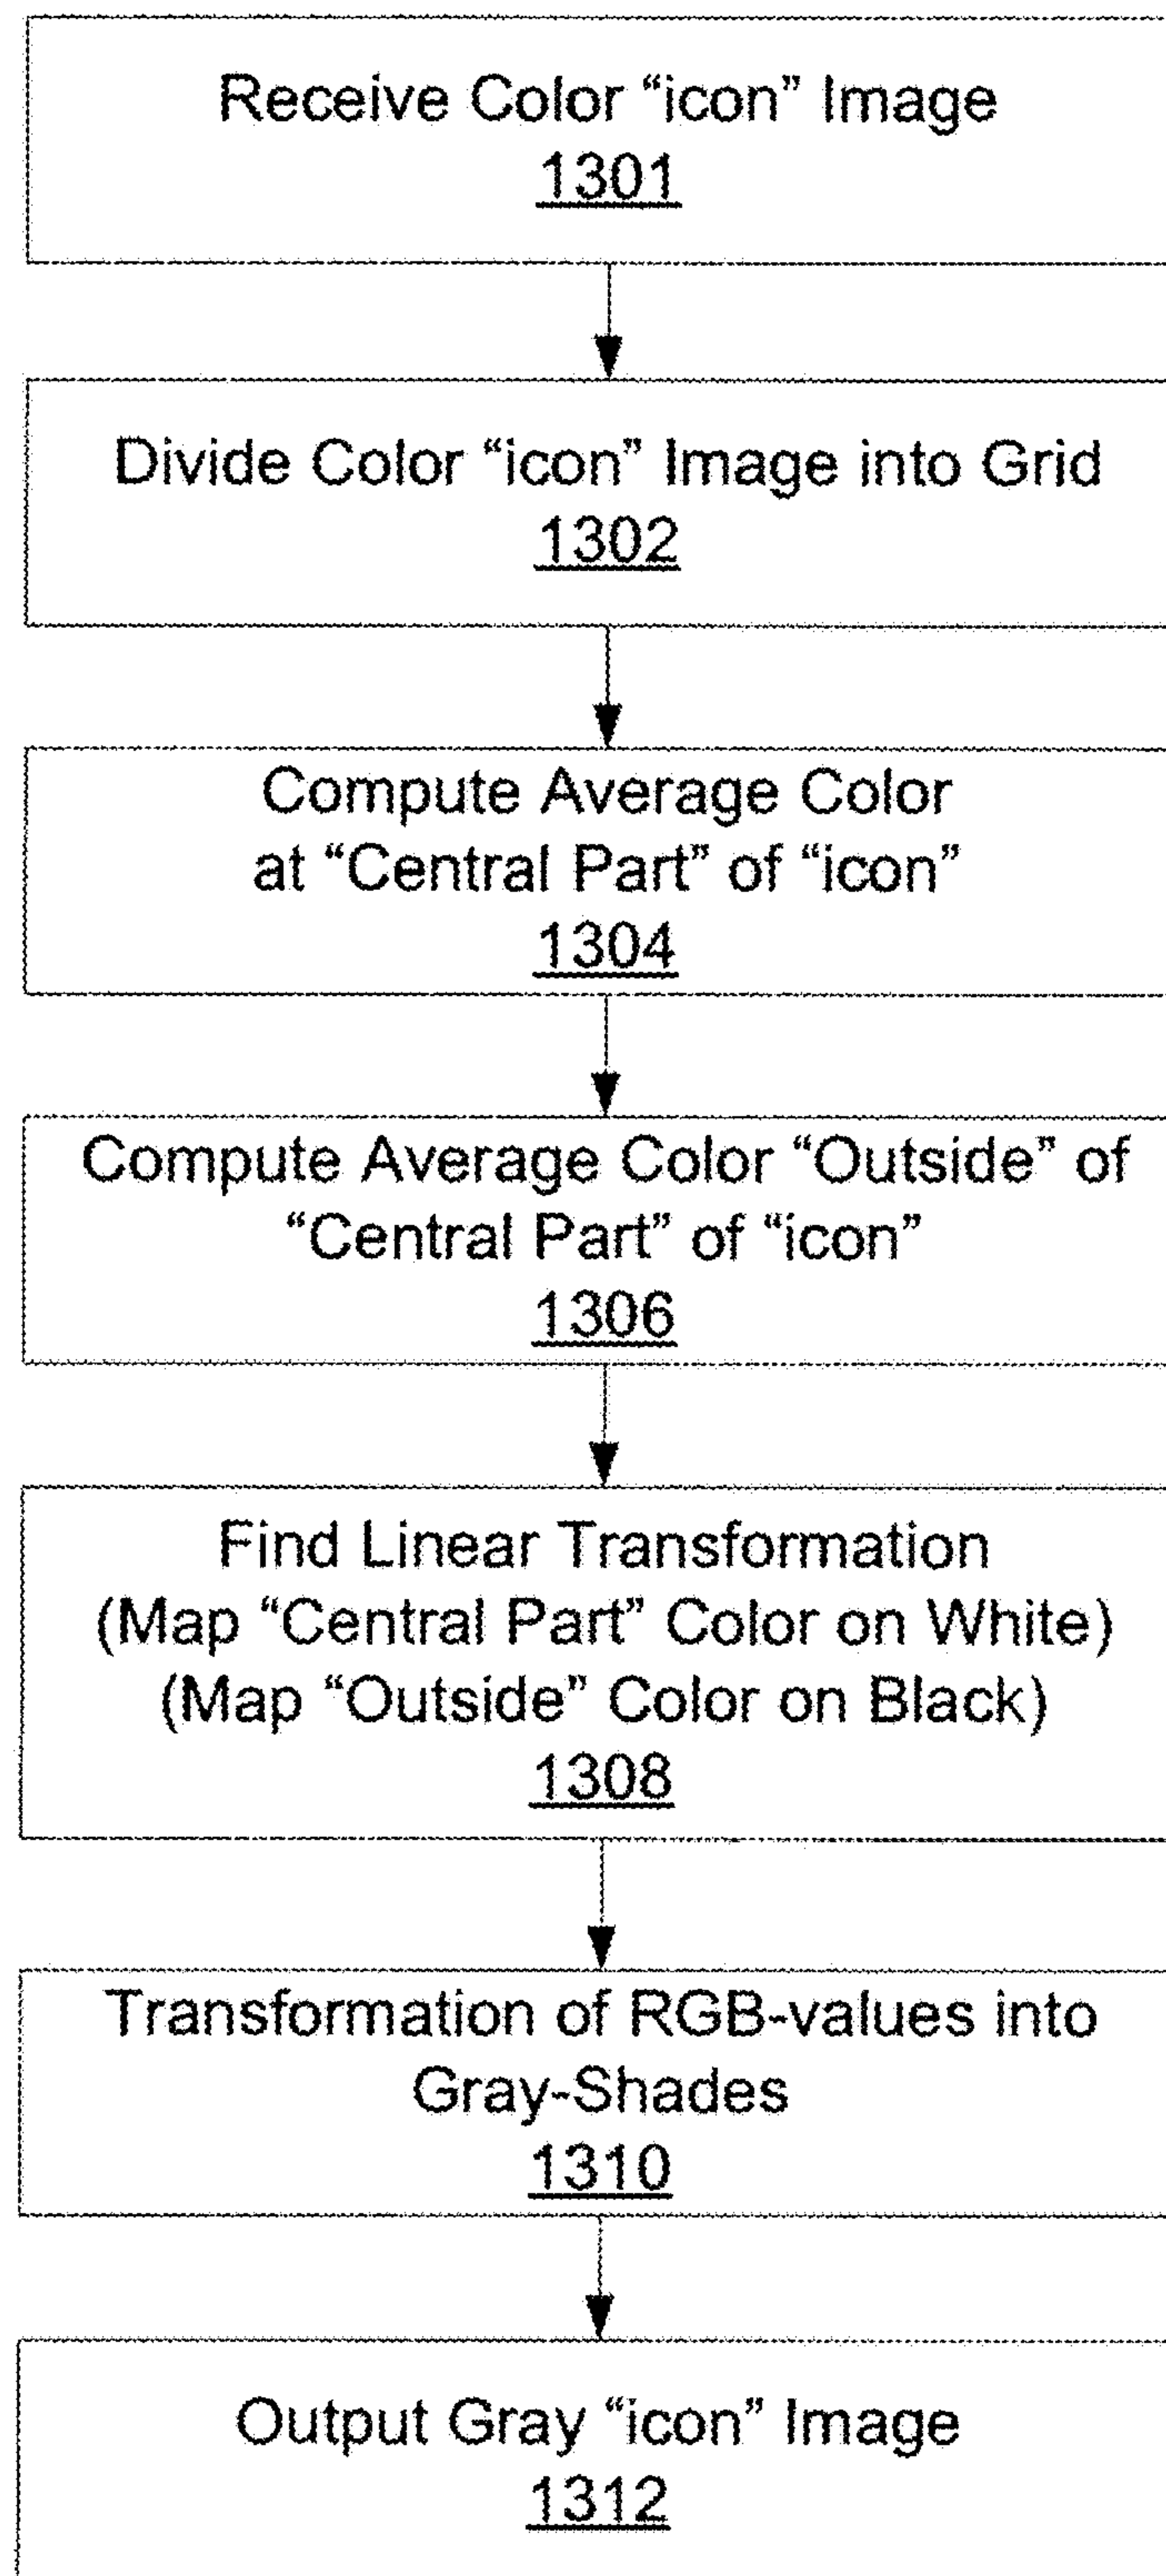 Receive Color “icon” Image
1301
Divide Color “icon” Image into Grid
1302
Compute Average Color
at “Central Part” of “icon”
1304
Compute Average Color “Outside” of
“Central Part” of “icon”
1306
Find Linear Transformation
(Map “Central Part” Color on White)
(Map “Outside” Color on Black)
1308
Transformation of RGB-values into
Gray-Shades
1310
Output Gray “icon” Image
1312